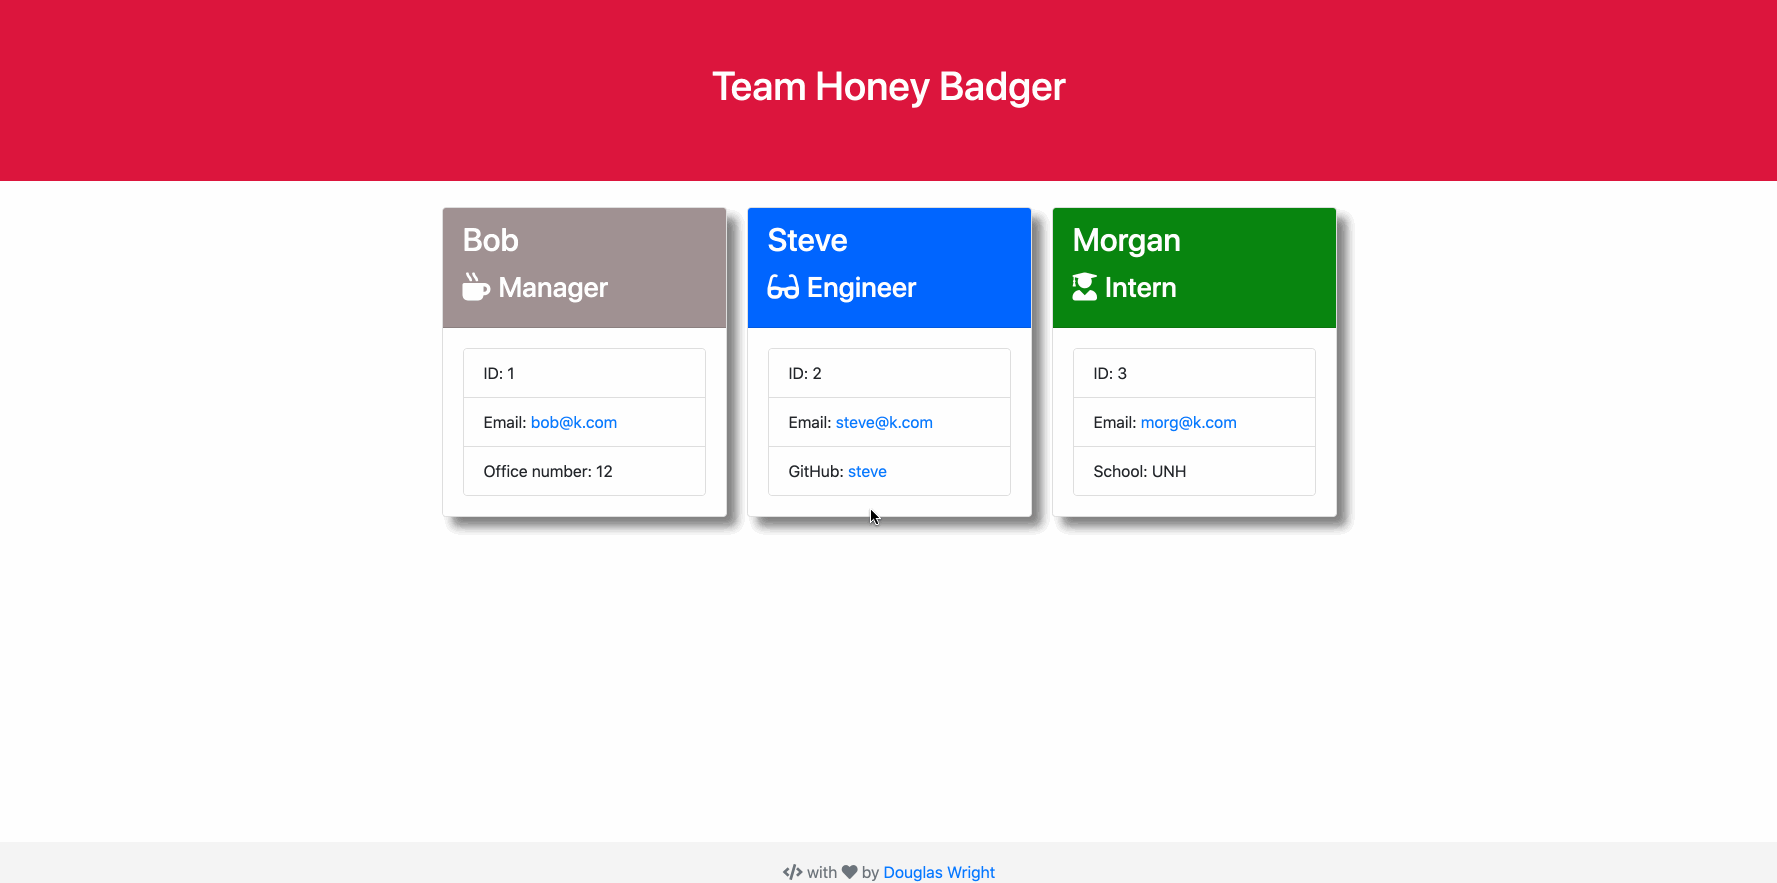 Team Honey Badger
Bob
Manager
ID: 1
Email: bob@k.com
Office number: 12
Steve
Engineer
ID: 2
Email: steve@k.com
GitHub: steve
Morgan
Intern
ID: 3
Email: morg@k.com
School: UNH
</> with ♥ by Douglas Wright